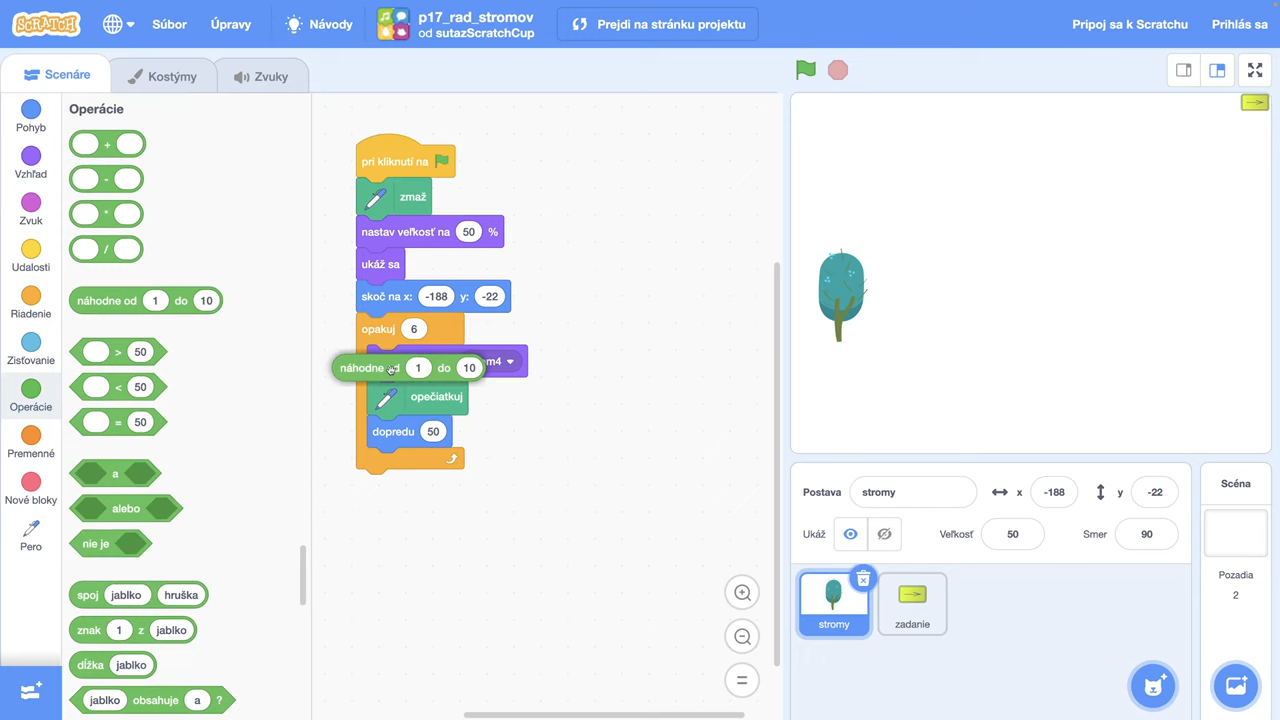 SCRATCH
Súbor
Úpravy
Návody
p17_rad_stromov
od sutazScratchCup
Prejdi na stránku projektu
Pripoj sa k Scratchu
Prihlás sa
Scenáre
Kostýmy
Zvuky
Pohyb
Vzhľad
Zvuk
Udalosti
Riadenie
Zisťovanie
Operácie
Premenné
Nové bloky
Pero
Operácie
+
-
*
/
náhodne od 1 do 10
> 50
< 50
= 50
a
alebo
nie je
spoj jablko hruška
znak 1 z jablko
dĺžka jablko
jablko obsahuje a ?
pri kliknutí na
zmaž
nastav veľkosť na 50 %
ukáž sa
skoč na x: -188 y: -22
opakuj 6
náhodne od 1 do 10
opečiatkuj
dopredu 50
Postava stromy x -188 y -22
Ukáž Veľkosť 50 Smer 90
stromy
zadanie
Scéna
Pozadia
2